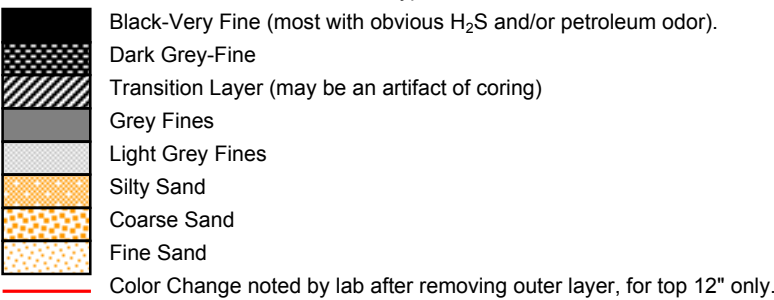 Black-Very Fine (most with obvious H₂S and/or petroleum odor).
Dark Grey-Fine
Transition Layer (may be an artifact of coring)
Grey Fines
Light Grey Fines
Silty Sand
Coarse Sand
Fine Sand
Color Change noted by lab after removing outer layer, for top 12" only.